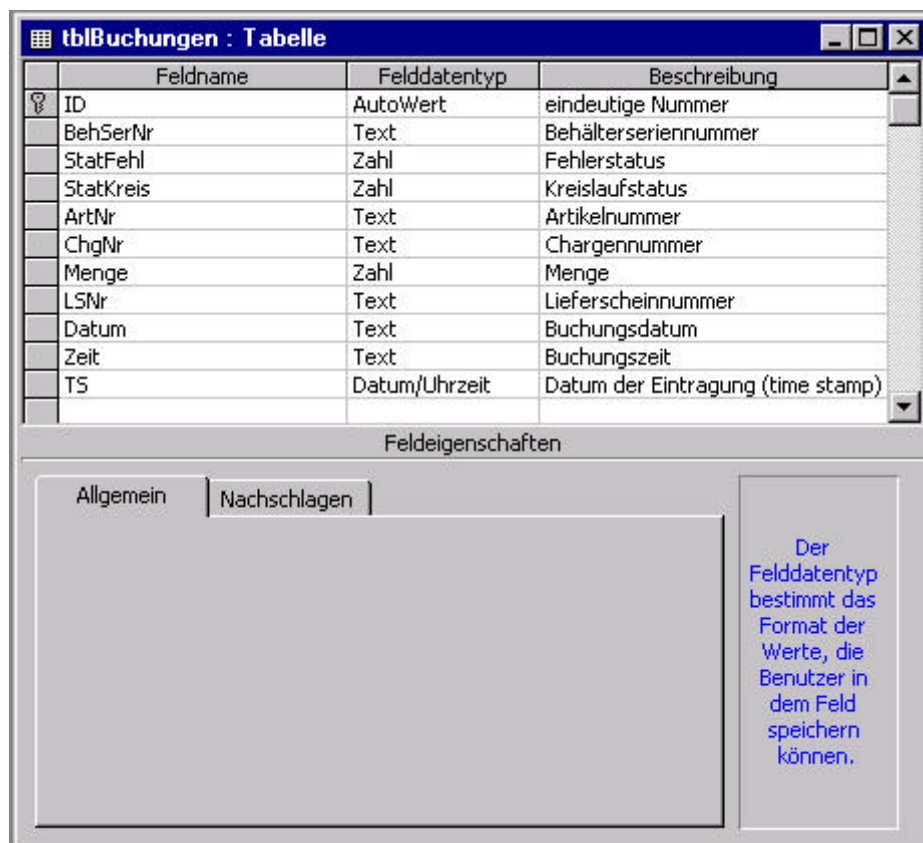 tblBuchungen : Tabelle
Feldname Felddatentyp Beschreibung
ID AutoWert eindeutige Nummer
BehSerNr Text Behälterseriennummer
StatFehl Zahl Fehlerstatus
StatKreis Zahl Kreislaufstatus
ArtNr Text Artikelnummer
ChgNr Text Chargennummer
Menge Zahl Menge
LSNr Text Lieferscheinnummer
Datum Text Buchungsdatum
Zeit Text Buchungszeit
TS Datum/Uhrzeit Datum der Eintragung (time stamp)
Feldeigenschaften
Allgemein Nachschlagen
Der
Felddatentyp
bestimmt das
Format der
Werte, die
Benutzer in
dem Feld
speichern
können.